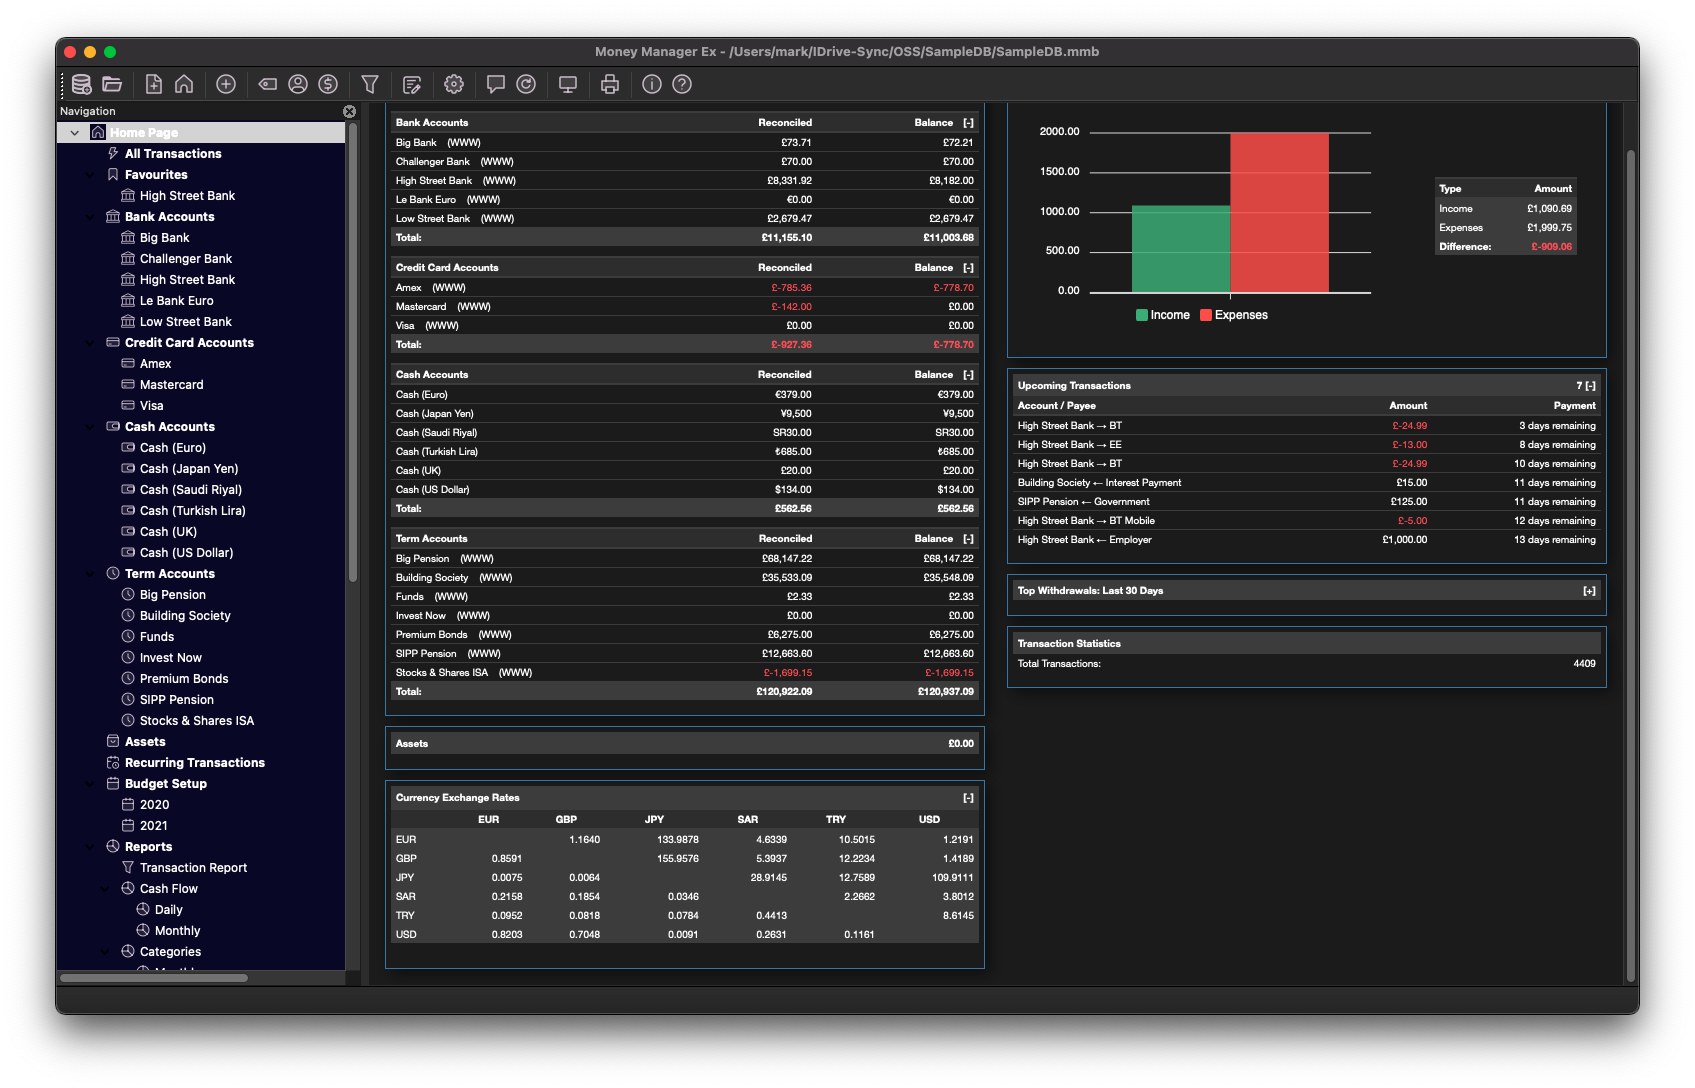 Money Manager Ex - /Users/mark/IDrive-Sync/OSS/SampleDB/SampleDB.mmb
Navigation
Home Page
All Transactions
Favourites
High Street Bank
Bank Accounts
Big Bank
Challenger Bank
High Street Bank
Le Bank Euro
Low Street Bank
Credit Card Accounts
Amex
Mastercard
Visa
Cash Accounts
Cash (Euro)
Cash (Japan Yen)
Cash (Saudi Riyal)
Cash (Turkish Lira)
Cash (UK)
Cash (US Dollar)
Term Accounts
Big Pension
Building Society
Funds
Invest Now
Premium Bonds
SIPP Pension
Stocks & Shares ISA
Assets
Recurring Transactions
Budget Setup
2020
2021
Reports
Transaction Report
Cash Flow
Daily
Monthly
Categories
Bank Accounts Reconciled Balance [-]
Big Bank (WWW) £73.71 £72.21
Challenger Bank (WWW) £70.00 £70.00
High Street Bank (WWW) £8,331.92 £8,182.00
Le Bank Euro (WWW) €0.00 €0.00
Low Street Bank (WWW) £2,679.47 £2,679.47
Total: £11,155.10 £11,003.68
Credit Card Accounts Reconciled Balance [-]
Amex (WWW) £-785.36 £-778.70
Mastercard (WWW) £-142.00 £0.00
Visa (WWW) £0.00 £0.00
Total: £-927.36 £-778.70
Cash Accounts Reconciled Balance [-]
Cash (Euro) €379.00 €379.00
Cash (Japan Yen) ¥9,500 ¥9,500
Cash (Saudi Riyal) SR30.00 SR30.00
Cash (Turkish Lira) ₺685.00 ₺685.00
Cash (UK) £20.00 £20.00
Cash (US Dollar) $134.00 $134.00
Total: £562.56 £562.56
Term Accounts Reconciled Balance [-]
Big Pension (WWW) £68,147.22 £68,147.22
Building Society (WWW) £35,533.09 £35,548.09
Funds (WWW) £2.33 £2.33
Invest Now (WWW) £0.00 £0.00
Premium Bonds (WWW) £6,275.00 £6,275.00
SIPP Pension (WWW) £12,663.60 £12,663.60
Stocks & Shares ISA (WWW) £-1,699.15 £-1,699.15
Total: £120,922.09 £120,937.09
Assets £0.00
Currency Exchange Rates [-]
EUR GBP JPY SAR TRY USD
EUR 1.1640 133.9878 4.6339 10.5015 1.2191
GBP 0.8591 155.9576 5.3937 12.2234 1.4189
JPY 0.0075 0.0064 28.9145 12.7589 109.9111
SAR 0.2158 0.1854 0.0346 2.2662 3.8012
TRY 0.0952 0.0818 0.0784 0.4413 8.6145
USD 0.8203 0.7048 0.0091 0.2631 0.1161
2000.00
1500.00
1000.00
500.00
0.00
Income Expenses
Type Amount
Income £1,090.69
Expenses £1,999.75
Difference: £-909.06
Upcoming Transactions 7 [-]
Account / Payee Amount Payment
High Street Bank → BT £-24.99 3 days remaining
High Street Bank → EE £-13.00 8 days remaining
High Street Bank → BT £-24.99 10 days remaining
Building Society ← Interest Payment £15.00 11 days remaining
SIPP Pension ← Government £125.00 11 days remaining
High Street Bank → BT Mobile £-5.00 12 days remaining
High Street Bank ← Employer £1,000.00 13 days remaining
Top Withdrawals: Last 30 Days [+]
Transaction Statistics
Total Transactions: 4409